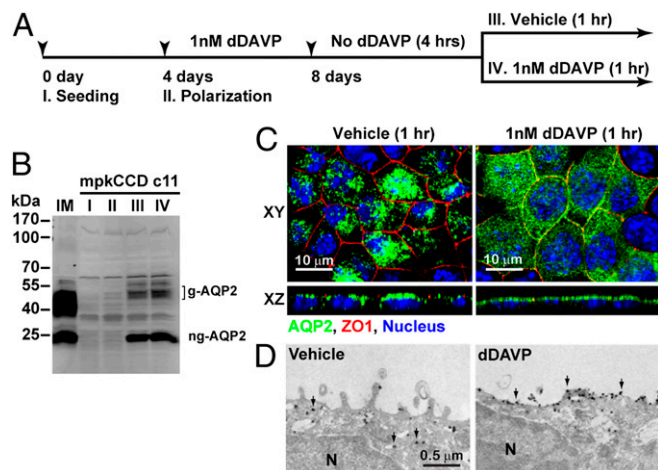 A
1nM dDAVP
No dDAVP (4 hrs)
III. Vehicle (1 hr)
IV. 1nM dDAVP (1 hr)
0 day
4 days
8 days
I. Seeding
II. Polarization
B
mpkCCD c11
kDa
IM
I
II
III
IV
170
100
70
55
40
25
g-AQP2
ng-AQP2
C
Vehicle (1 hr)
1nM dDAVP (1 hr)
XY
10 µm
10 µm
XZ
AQP2, ZO1, Nucleus
D
Vehicle
dDAVP
N
0.5 µm
N